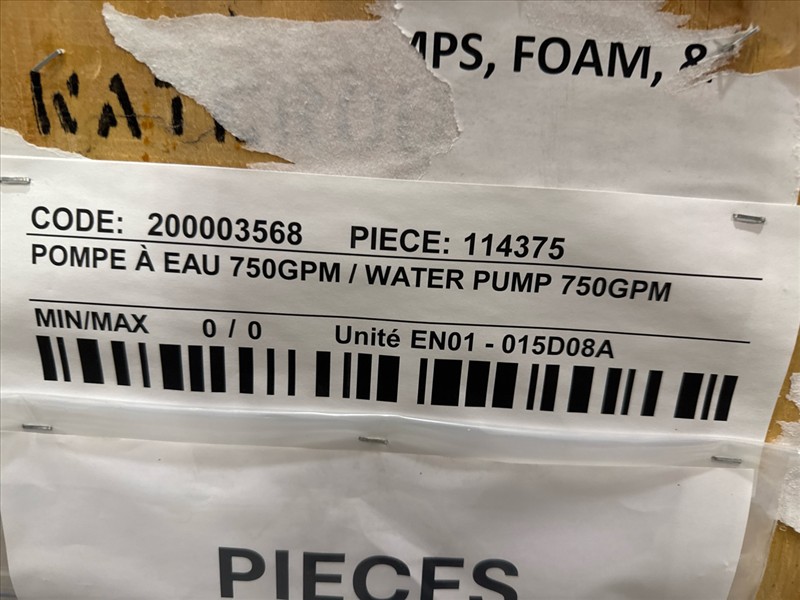 FOAM,
CODE: 200003568 PIECE: 114375
POMPE À EAU 750GPM / WATER PUMP 750GPM
MIN/MAX 0 / 0 Unité EN01 - 015D08A
PIECES